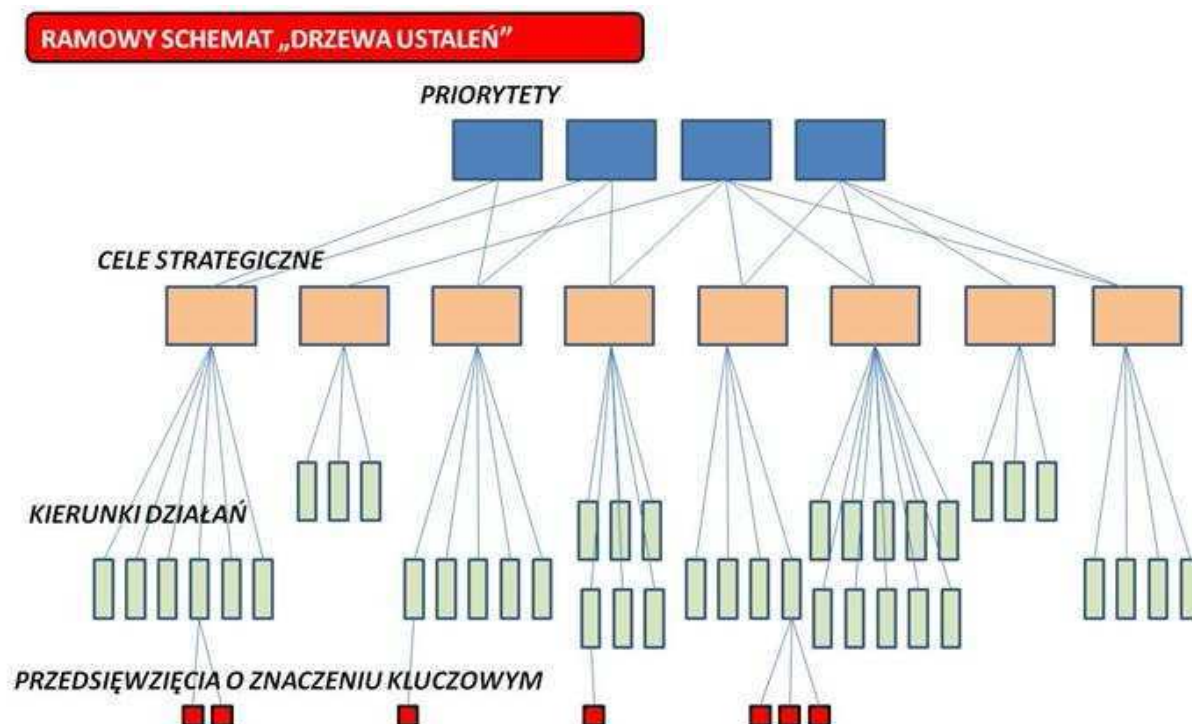 RAMOWY SCHEMAT „DRZEWA USTALEŃ”
PRIORYTETY
CELE STRATEGICZNE
KIERUNKI DZIAŁAŃ
PRZEDSIĘWZIĘCIA O ZNACZENIU KLUCZOWYM